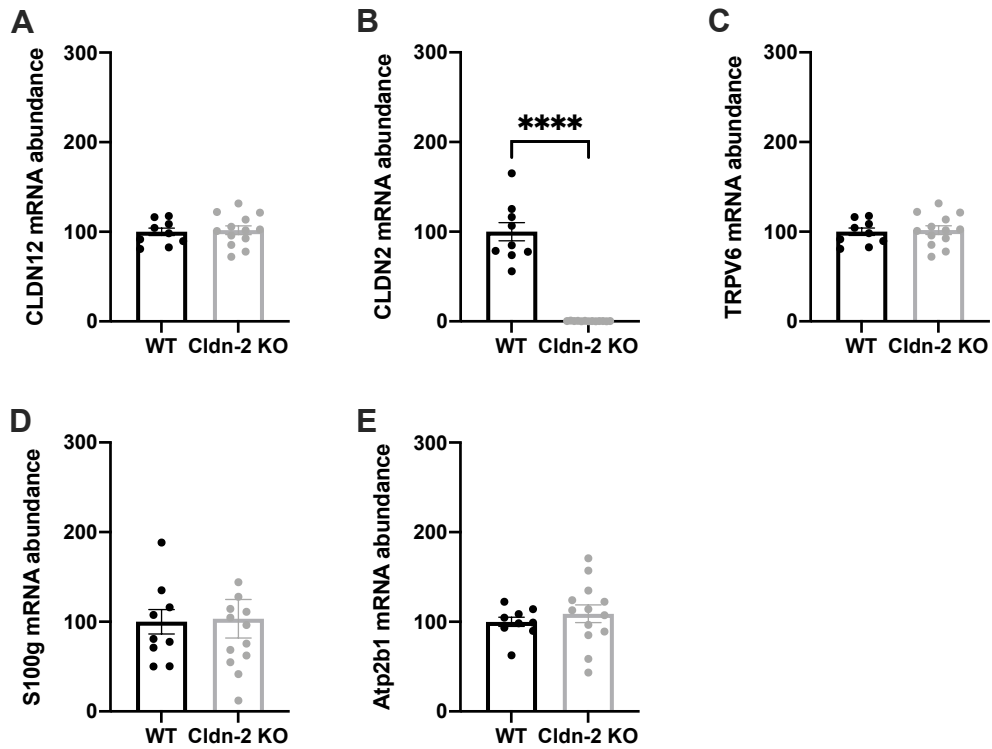 A
CLDN12 mRNA abundance
300
200
100
0
WT Cldn-2 KO
B
CLDN2 mRNA abundance
300
200
100
0
****
WT Cldn-2 KO
C
TRPV6 mRNA abundance
300
200
100
0
WT Cldn-2 KO
D
S100g mRNA abundance
300
200
100
0
WT Cldn-2 KO
E
Atp2b1 mRNA abundance
300
200
100
0
WT Cldn-2 KO